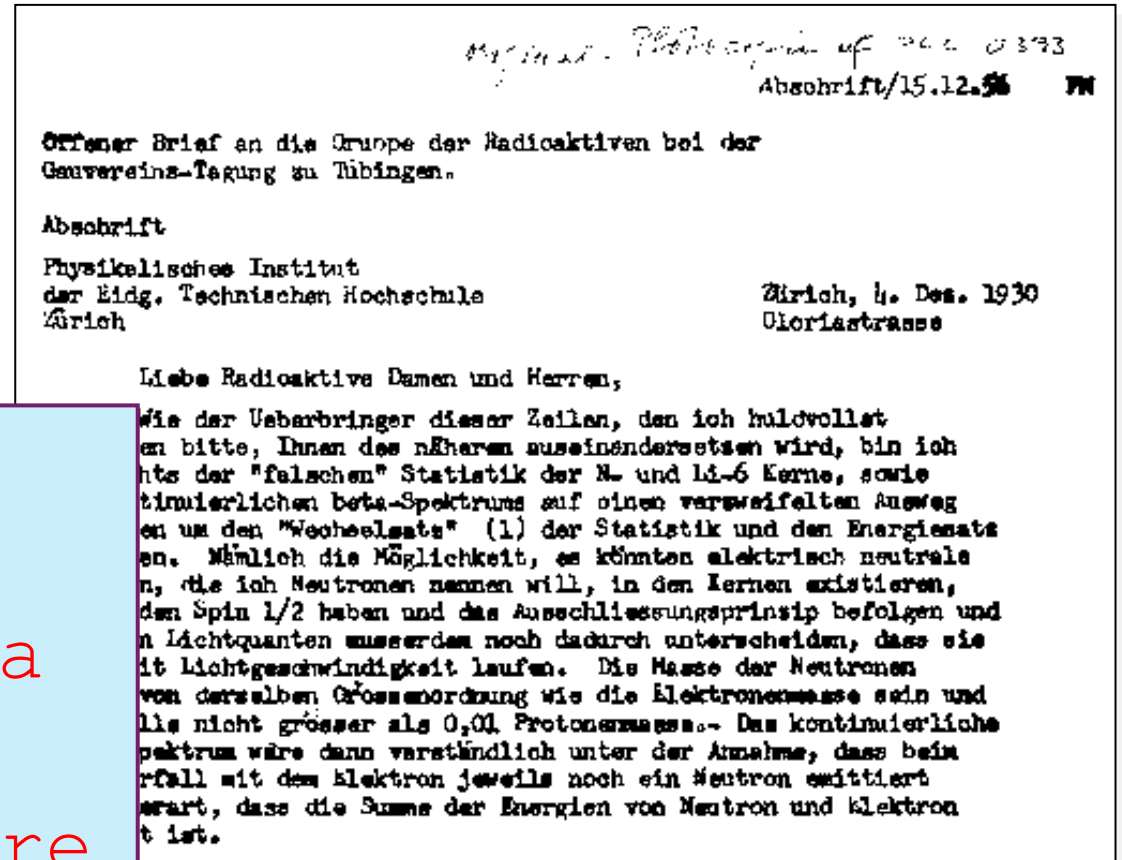 Abschrift/15.12.56 PM
Offener Brief an die Gruppe der Radioaktiven bei der
Gauvereins-Tagung zu Tübingen.
Abschrift
Physikalisches Institut
der Eidg. Technischen Hochschule
Zürich
Zürich, 4. Dez. 1930
Gloriastrasse
Liebe Radioaktive Damen und Herren,
Wie der Ueberbringer dieser Zeilen, den ich huldvollst
en bitte, Ihnen des näheren auseinandersetzen wird, bin ich
hts der "falschen" Statistik der N- und Li-6 Kerne, sowie
tinuierlichen beta-Spektrums auf einen verzweifelten Ausweg
en um den "Wechselsatz" (1) der Statistik und den Energiesatz
en. Nämlich die Möglichkeit, es könnten elektrisch neutrale
n, die ich Neutronen nennen will, in den Kernen existieren,
den Spin 1/2 haben und das Ausschliessungsprinzip befolgen und
n Lichtquanten ausserdem noch dadurch unterscheiden, dass sie
it Lichtgeschwindigkeit laufen. Die Masse der Neutronen
von derselben Grossenordnung wie die Elektronenmasse sein und
lls nicht grösser als 0,01 Protonenmasse.- Das kontinuierliche
pektrum wäre dann verständlich unter der Annahme, dass beim
rfall mit dem Elektron jeweils noch ein Neutron emittiert
erart, dass die Summe der Energien von Neutron und Elektron
t ist.
a
re